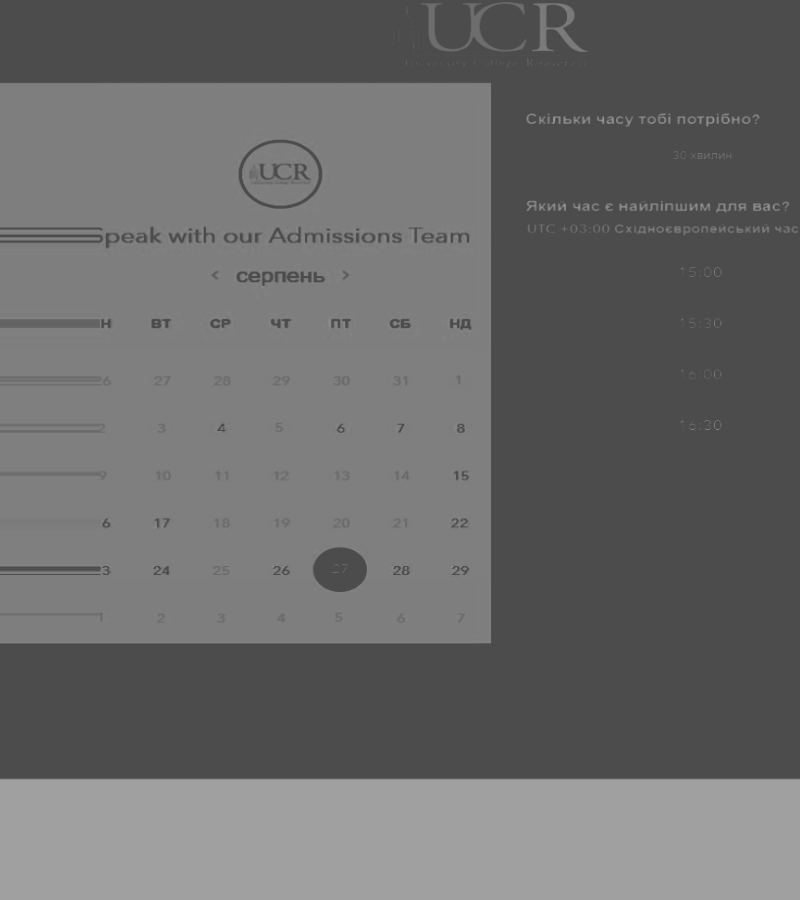 UCR
University College Roosevelt
UCR
Speak with our Admissions Team
серпень
Н ВТ СР ЧТ ПТ СБ НД
6 27 28 29 30 31 1
2 3 4 5 6 7 8
9 10 11 12 13 14 15
6 17 18 19 20 21 22
3 24 25 26 27 28 29
1 2 3 4 5 6 7
Скільки часу тобі потрібно?
30 хвилин
Який час є найліпшим для вас?
UTC +03:00 Східноєвропейський час
15:00
15:30
16:00
16:30